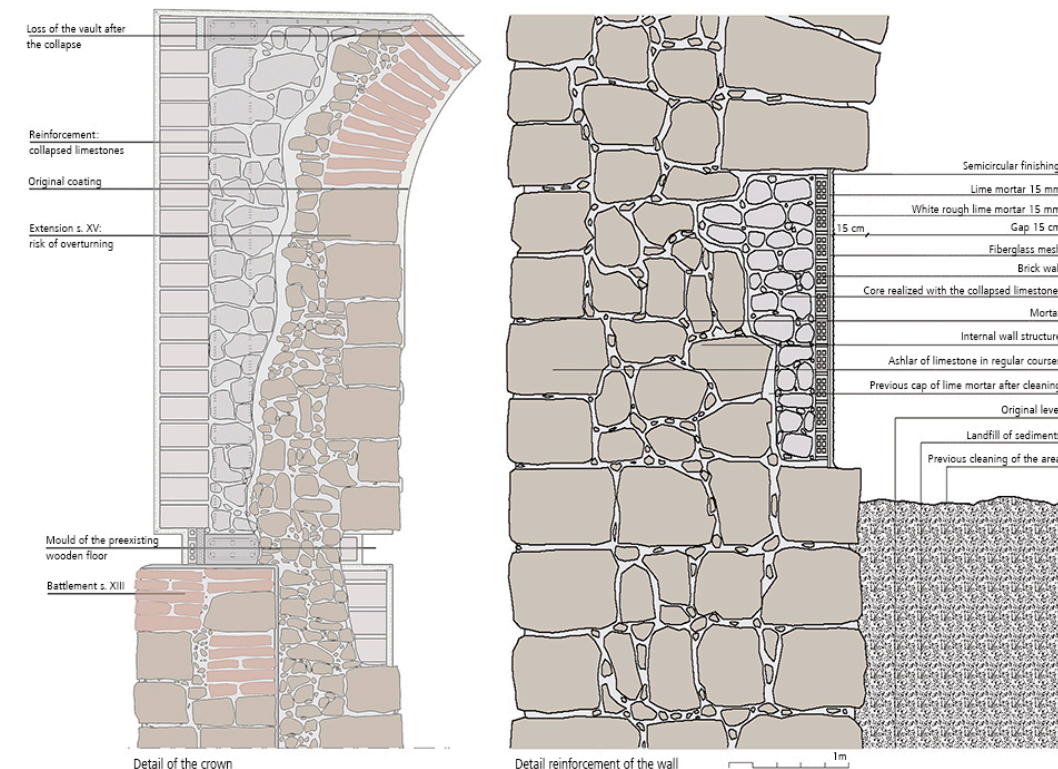 Loss of the vault after
the collapse
Reinforcement:
collapsed limestones
Original coating
Extension s. XV:
risk of overturning
Mould of the preexisting
wooden floor
Battlement s. XIII
Detail of the crown
Semicircular finishing
Lime mortar 15 mm
White rough lime mortar 15 mm
Gap 15 cm
15 cm
Fiberglass mesh
Brick wal
Core realized with the collapsed limestone
Morta
Internal wall structure
Ashlar of limestone in regular courses
Previous cap of lime mortar after cleaning
Original leve
Landfill of sediments
Previous cleaning of the area
Detail reinforcement of the wall
1m